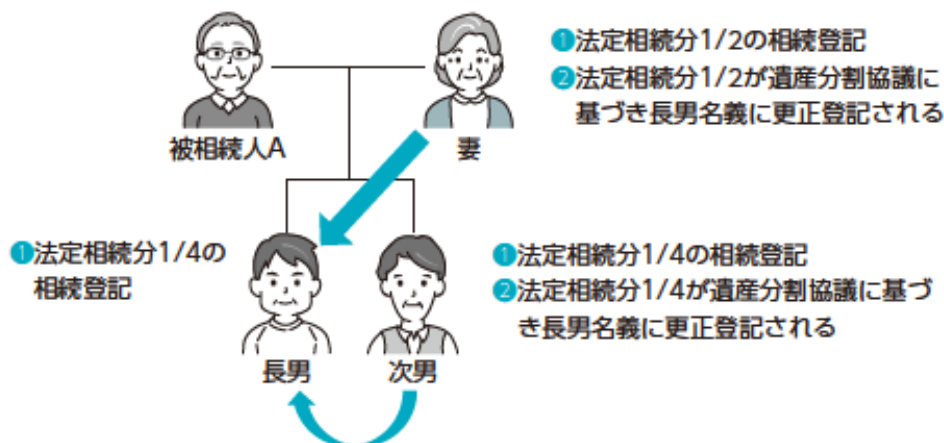 ❶法定相続分1/2の相続登記
❷法定相続分1/2が遺産分割協議に
基づき長男名義に更正登記される
被相続人A
妻
❶法定相続分1/4の
相続登記
❶法定相続分1/4の相続登記
❷法定相続分1/4が遺産分割協議に基づ
き長男名義に更正登記される
長男
次男